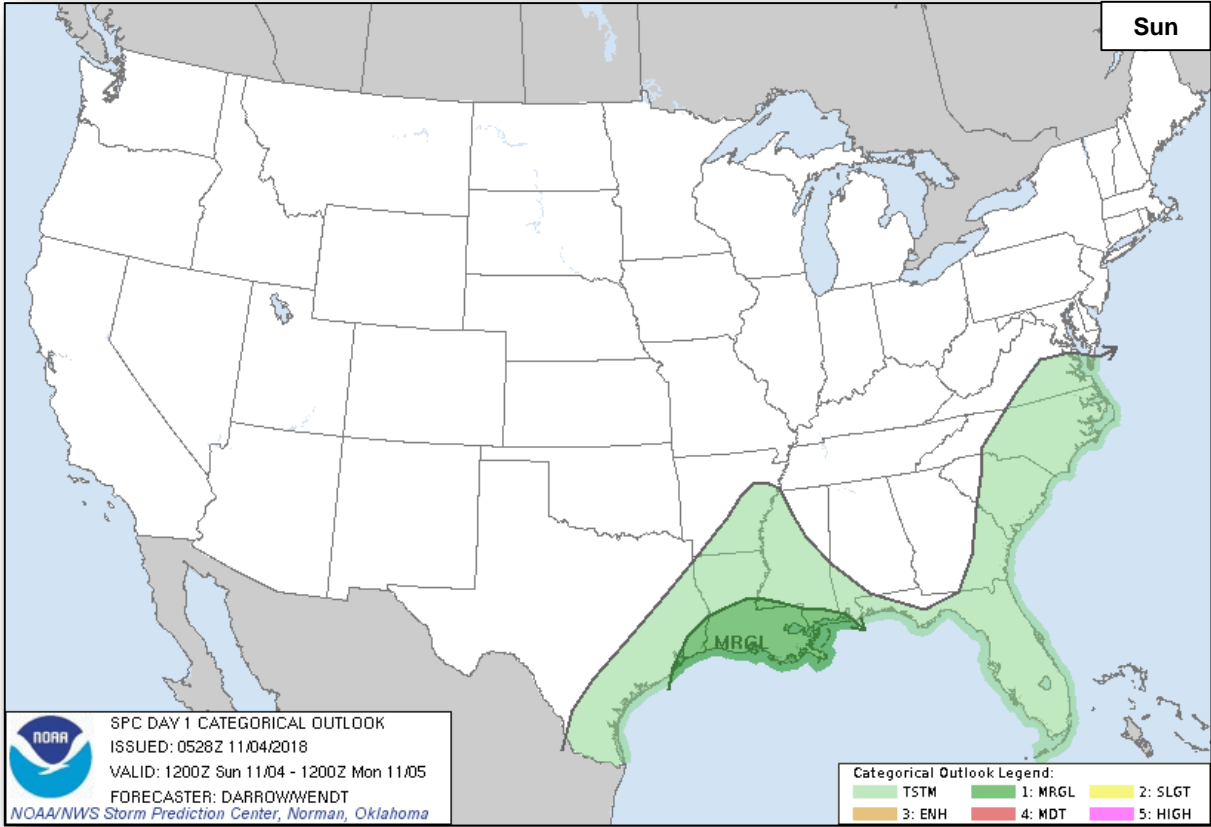 Sun
MRGL
NOAA
SPC DAY 1 CATEGORICAL OUTLOOK
ISSUED: 0528Z 11/04/2018
VALID: 1200Z Sun 11/04 - 1200Z Mon 11/05
FORECASTER: DARROW/WENDT
NOAA/NWS Storm Prediction Center, Norman, Oklahoma
Categorical Outlook Legend:
TSTM 1: MRGL 2: SLGT
3: ENH 4: MDT 5: HIGH